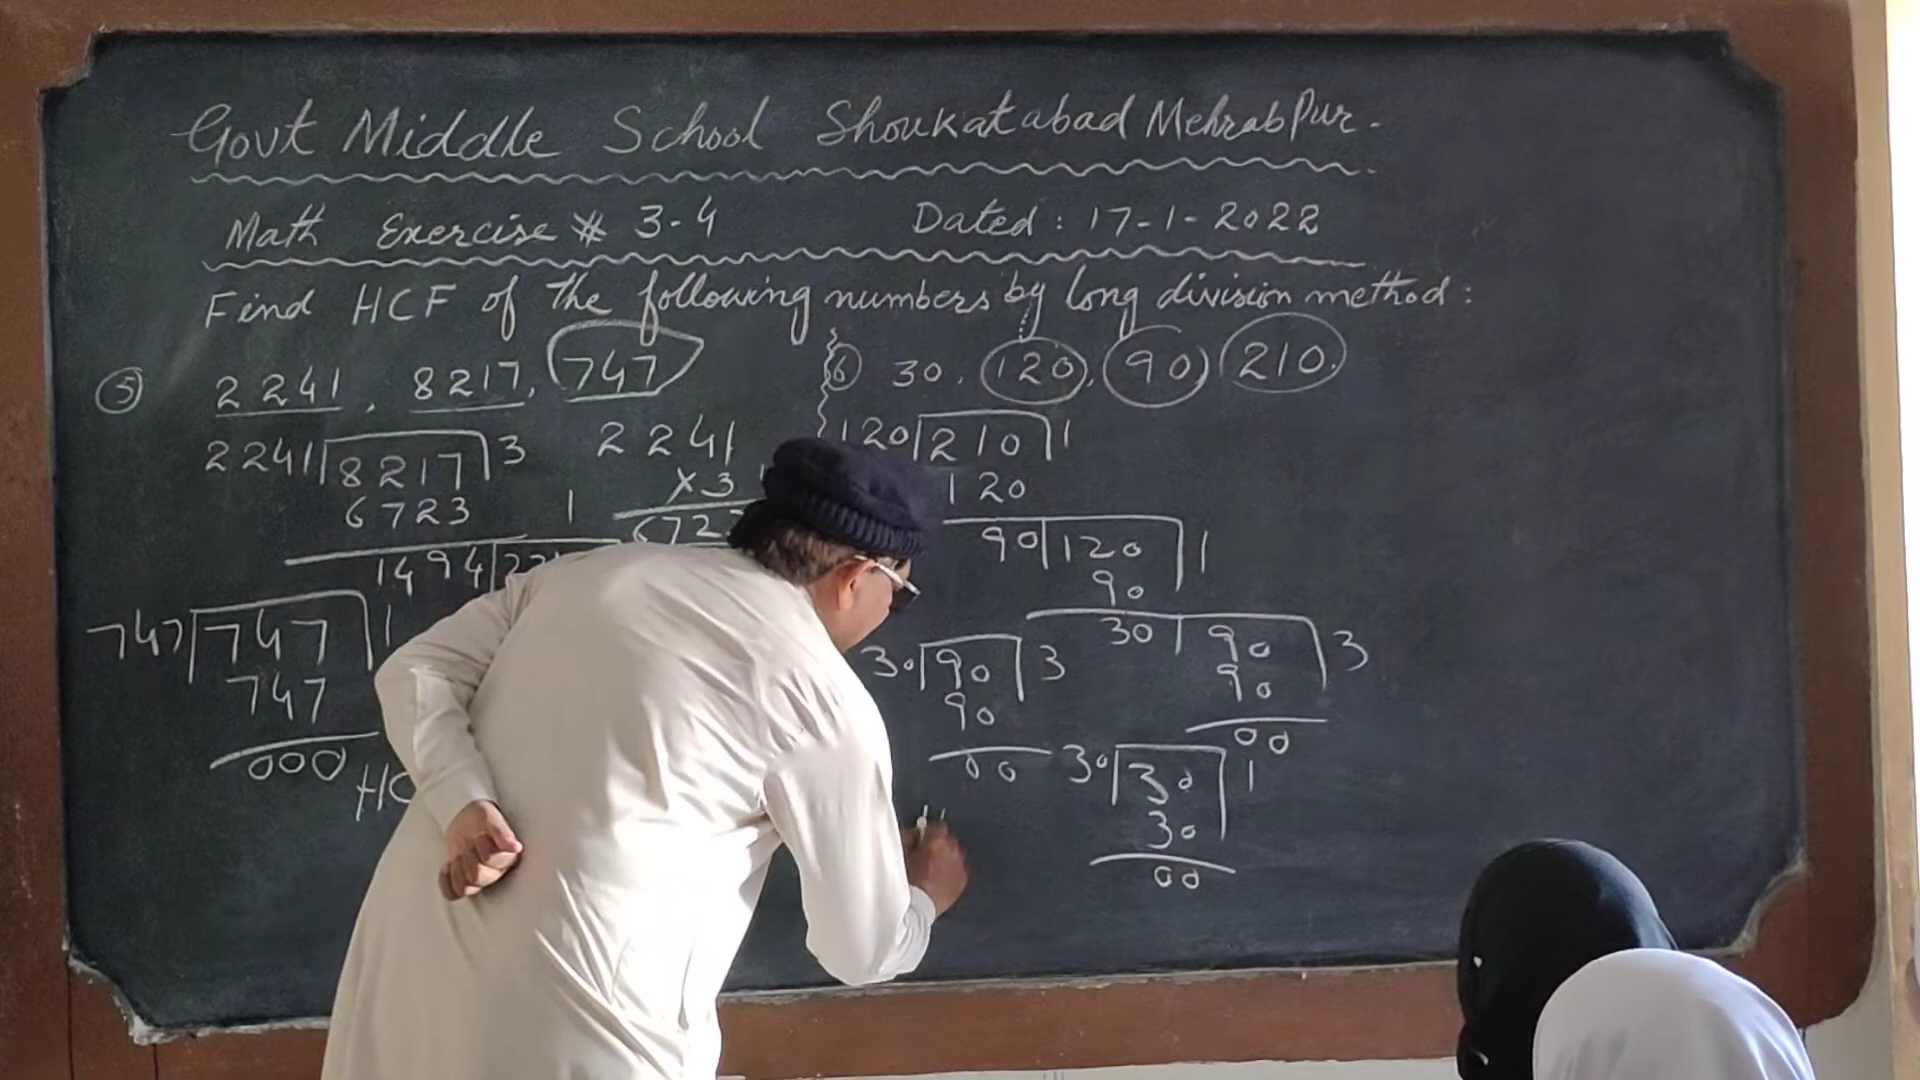 Govt Middle School Shoukatabad MehrabPur.
Math Exercise # 3-4 Dated: 17-1-2022
Find HCF of the following numbers by long division method:
⑤ 2241, 8217, 747
2241 8217 3
6723 1
1494
747 747 1
747
000
2241
×3
⑥ 30, 120, 90, 210.
120 210 1
120
90 120 1
90
30 90 3
90
00
30 90 3
90
00
30 30 1
30
00